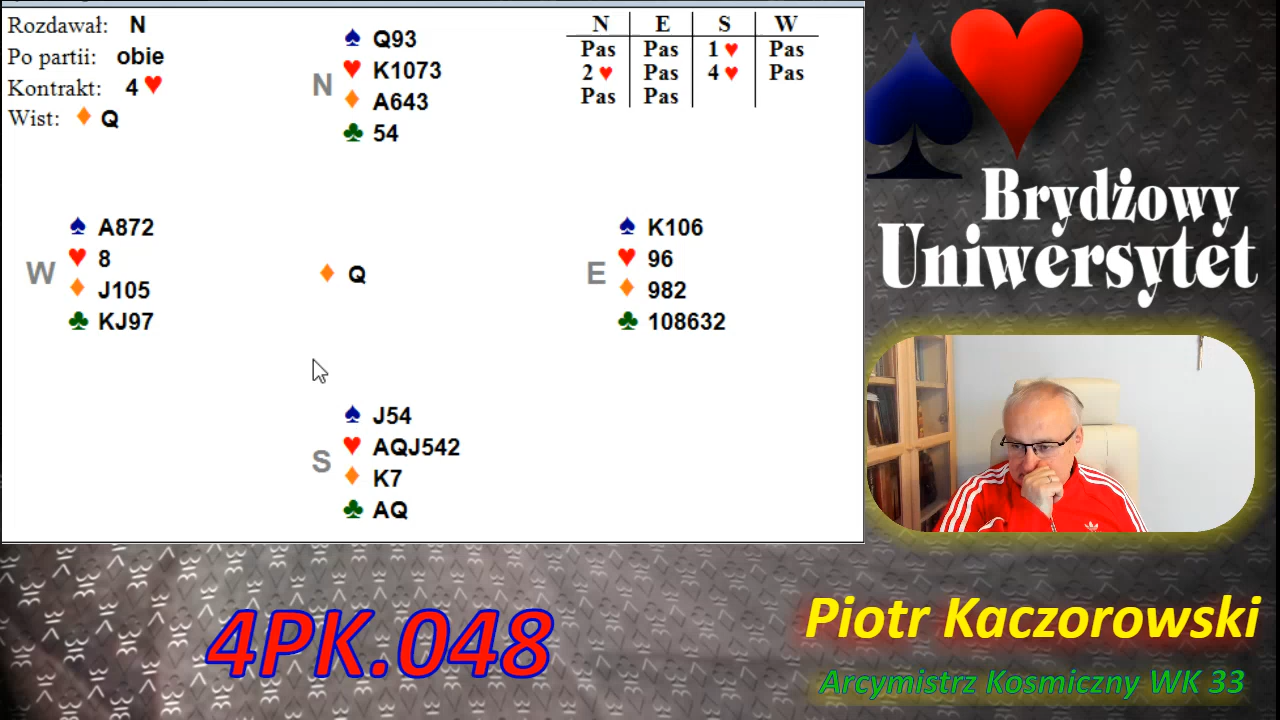 Rozdawał: N
Po partii: obie
Kontrakt: 4 ♥
Wist: ♦ Q
N
♠ Q93
♥ K1073
♦ A643
♣ 54
N E S W
Pas Pas 1 ♥ Pas
2 ♥ Pas 4 ♥ Pas
Pas Pas
W
♠ A872
♥ 8
♦ J105
♣ KJ97
♦ Q
E
♠ K106
♥ 96
♦ 982
♣ 108632
S
♠ J54
♥ AQJ542
♦ K7
♣ AQ
Brydżowy
Uniwersytet
4PK.048
Piotr Kaczorowski
Arcymistrz Kosmiczny WK 33